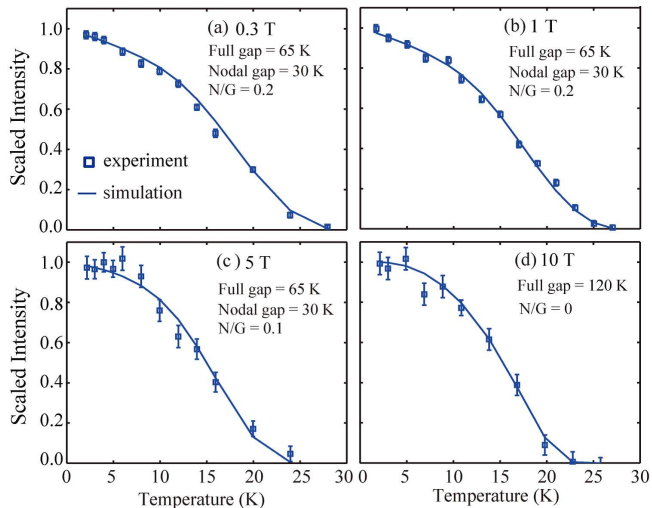 (a) 0.3 T
Full gap = 65 K
Nodal gap = 30 K
N/G = 0.2
experiment
simulation
Scaled Intensity
1.0
0.8
0.6
0.4
0.2
0.0
(b) 1 T
Full gap = 65 K
Nodal gap = 30 K
N/G = 0.2
(c) 5 T
Full gap = 65 K
Nodal gap = 30 K
N/G = 0.1
Scaled Intensity
1.0
0.8
0.6
0.4
0.2
0.0
0 5 10 15 20 25 30
Temperature (K)
(d) 10 T
Full gap = 120 K
N/G = 0
0 5 10 15 20 25 30
Temperature (K)